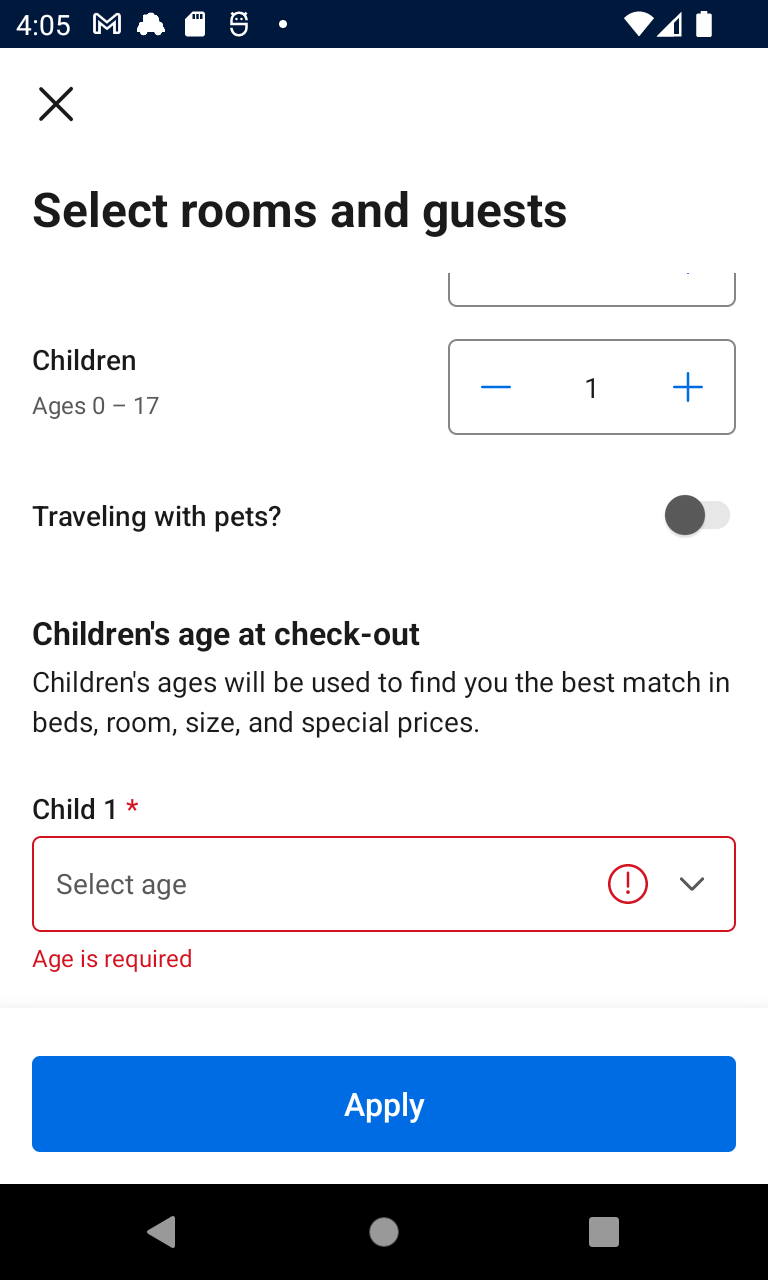 4:05
Select rooms and guests
Children
1
Ages 0 – 17
Traveling with pets?
Children's age at check-out
Children's ages will be used to find you the best match in
beds, room, size, and special prices.
Child 1 *
Select age
Age is required
Apply